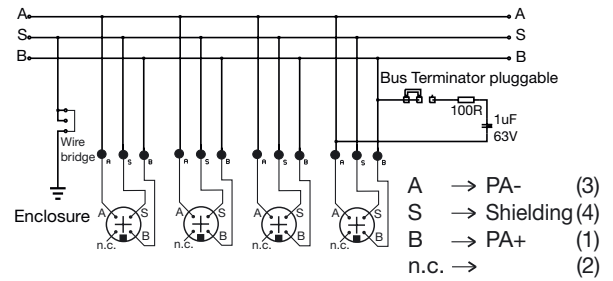 A A
S S
B B
Bus Terminator pluggable
100R
1uF
63V
Wire
bridge
A S B A S B A S B A S B
Enclosure
A S A S A S A S
B B B B
n.c. n.c. n.c. n.c.
A → PA- (3)
S → Shielding (4)
B → PA+ (1)
n.c. → (2)